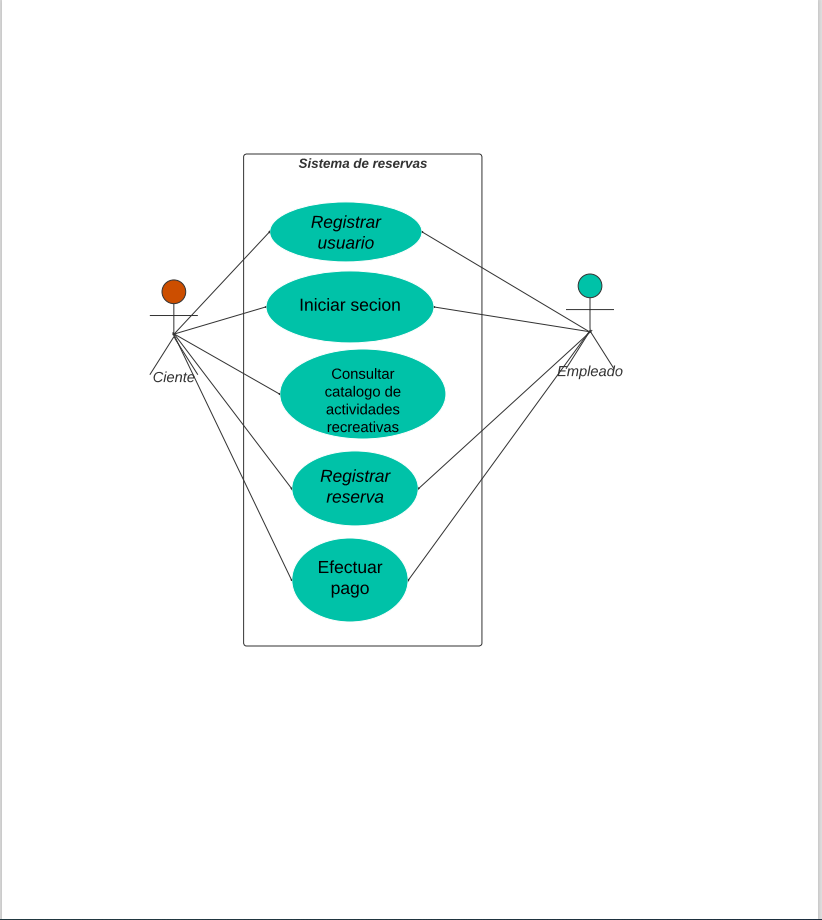 Sistema de reservas
Registrar
usuario
Iniciar secion
Consultar
catalogo de
actividades
recreativas
Registrar
reserva
Efectuar
pago
Ciente
Empleado